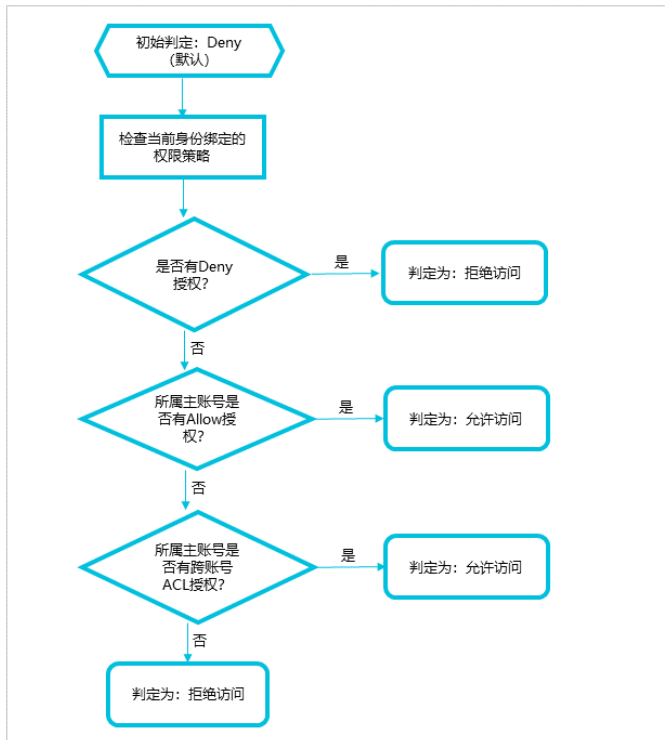 初始判定：Deny
（默认）
检查当前身份绑定的
权限策略
是否有Deny
授权？
是
判定为：拒绝访问
否
所属主账号是
否有Allow授
权？
是
判定为：允许访问
否
所属主账号是
否有跨账号
ACL授权？
是
判定为：允许访问
否
判定为：拒绝访问